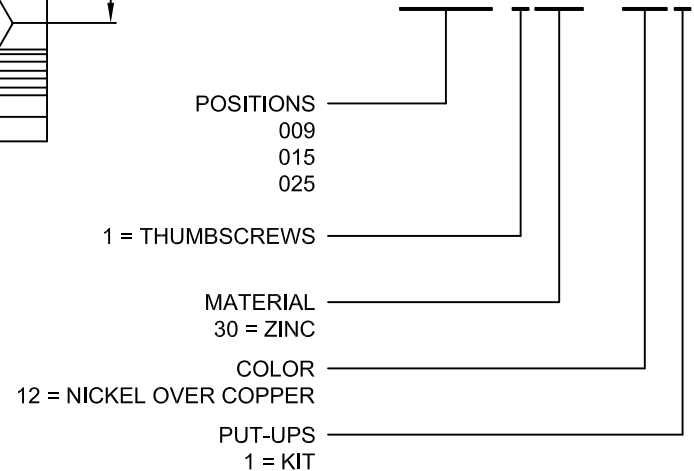 POSITIONS
009
015
025
1 = THUMBSCREWS
MATERIAL
30 = ZINC
COLOR
12 = NICKEL OVER COPPER
PUT-UPS
1 = KIT